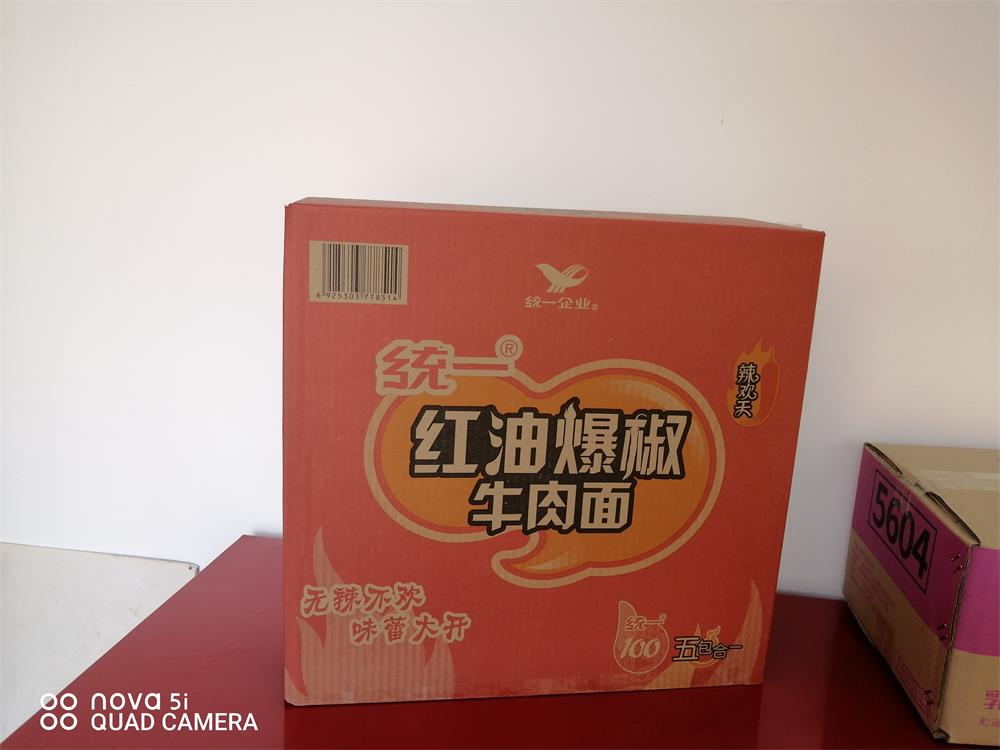 6 925303 778514
统一企业®
统一®
辣欢天
红油爆椒
牛肉面
无辣不欢
味蕾大开
统一
100
五包合一
5604
乳
nova 5i
QUAD CAMERA